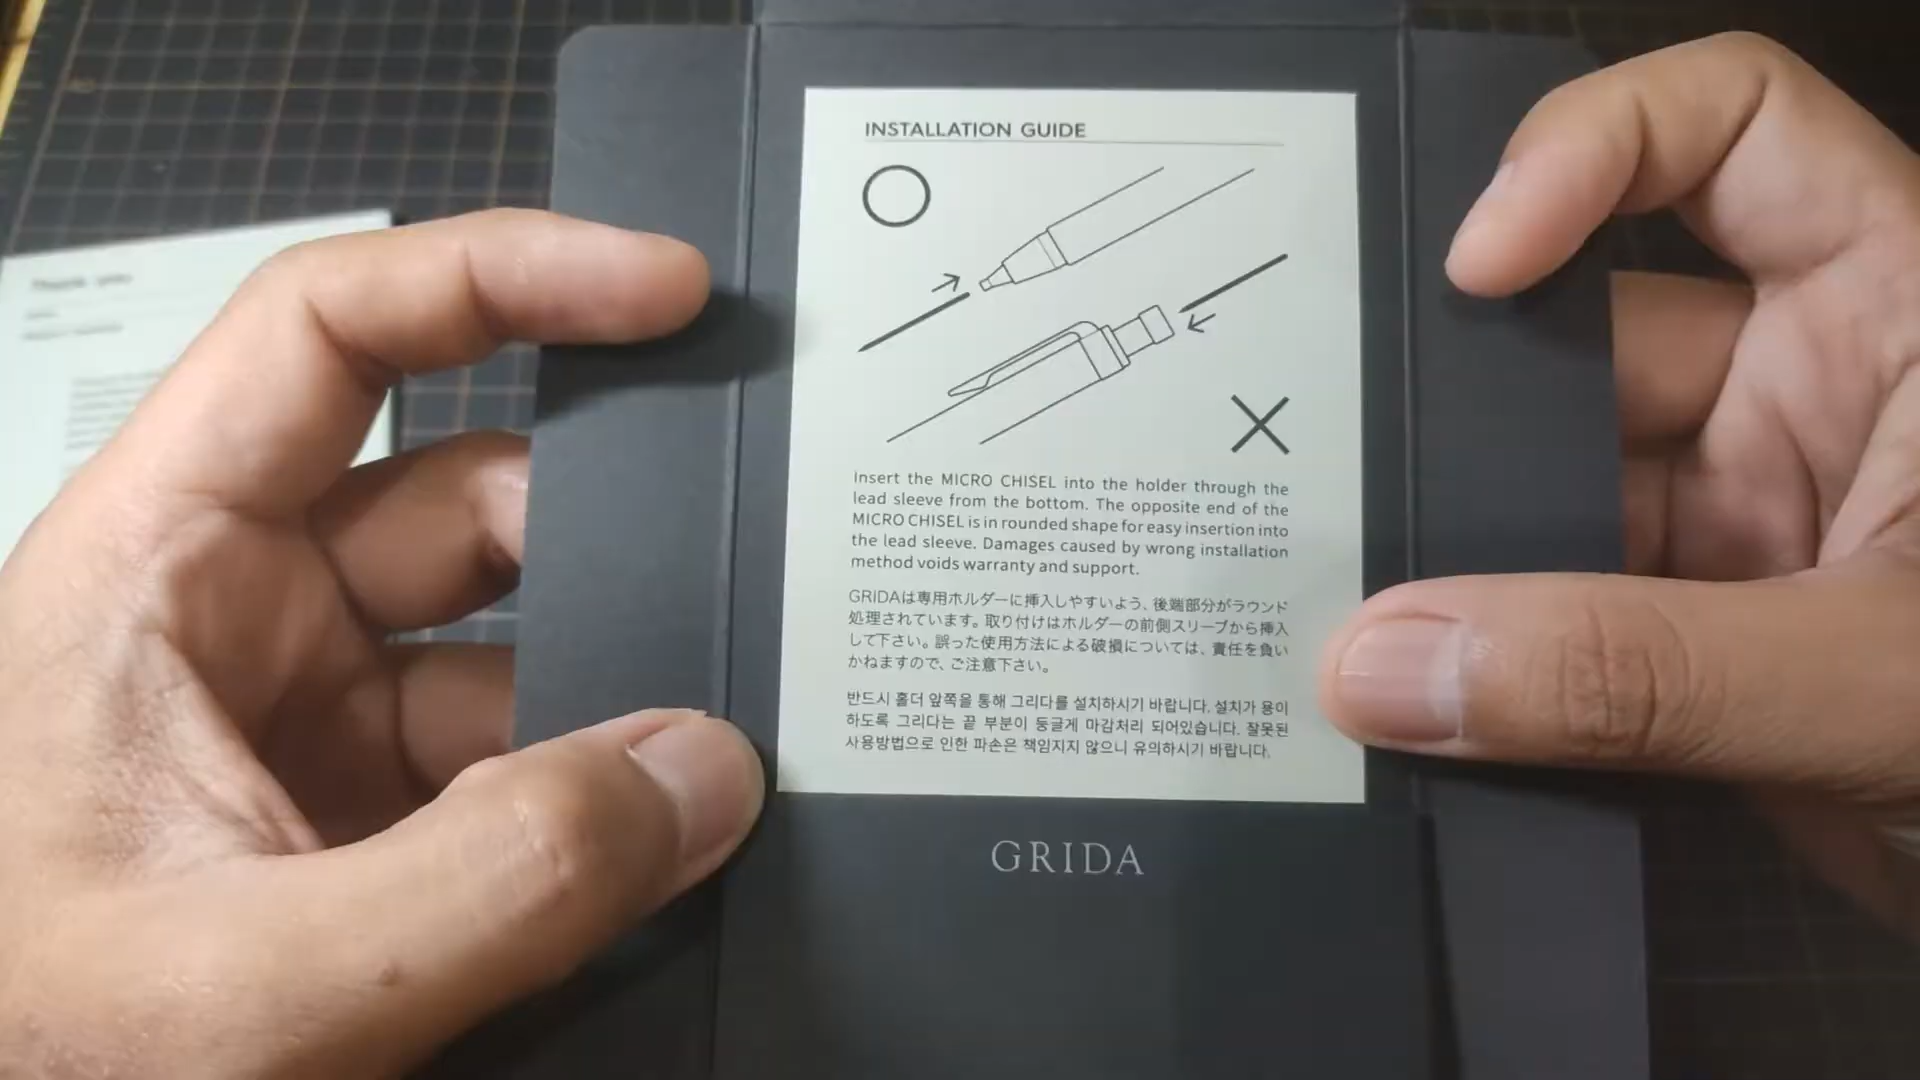 INSTALLATION GUIDE
Insert the MICRO CHISEL into the holder through the
lead sleeve from the bottom. The opposite end of the
MICRO CHISEL is in rounded shape for easy insertion into
the lead sleeve. Damages caused by wrong installation
method voids warranty and support.
GRIDAは専用ホルダーに挿入しやすいよう、後端部分がラウンド
処理されています。取り付けはホルダーの前側スリーブから挿入
して下さい。誤った使用方法による破損については、責任を負い
かねますので、ご注意下さい。
반드시 홀더 앞쪽을 통해 그리다를 설치하시기 바랍니다. 설치가 용이
하도록 그리다는 끝 부분이 둥글게 마감처리 되어있습니다. 잘못된
사용방법으로 인한 파손은 책임지지 않으니 유의하시기 바랍니다.
GRIDA